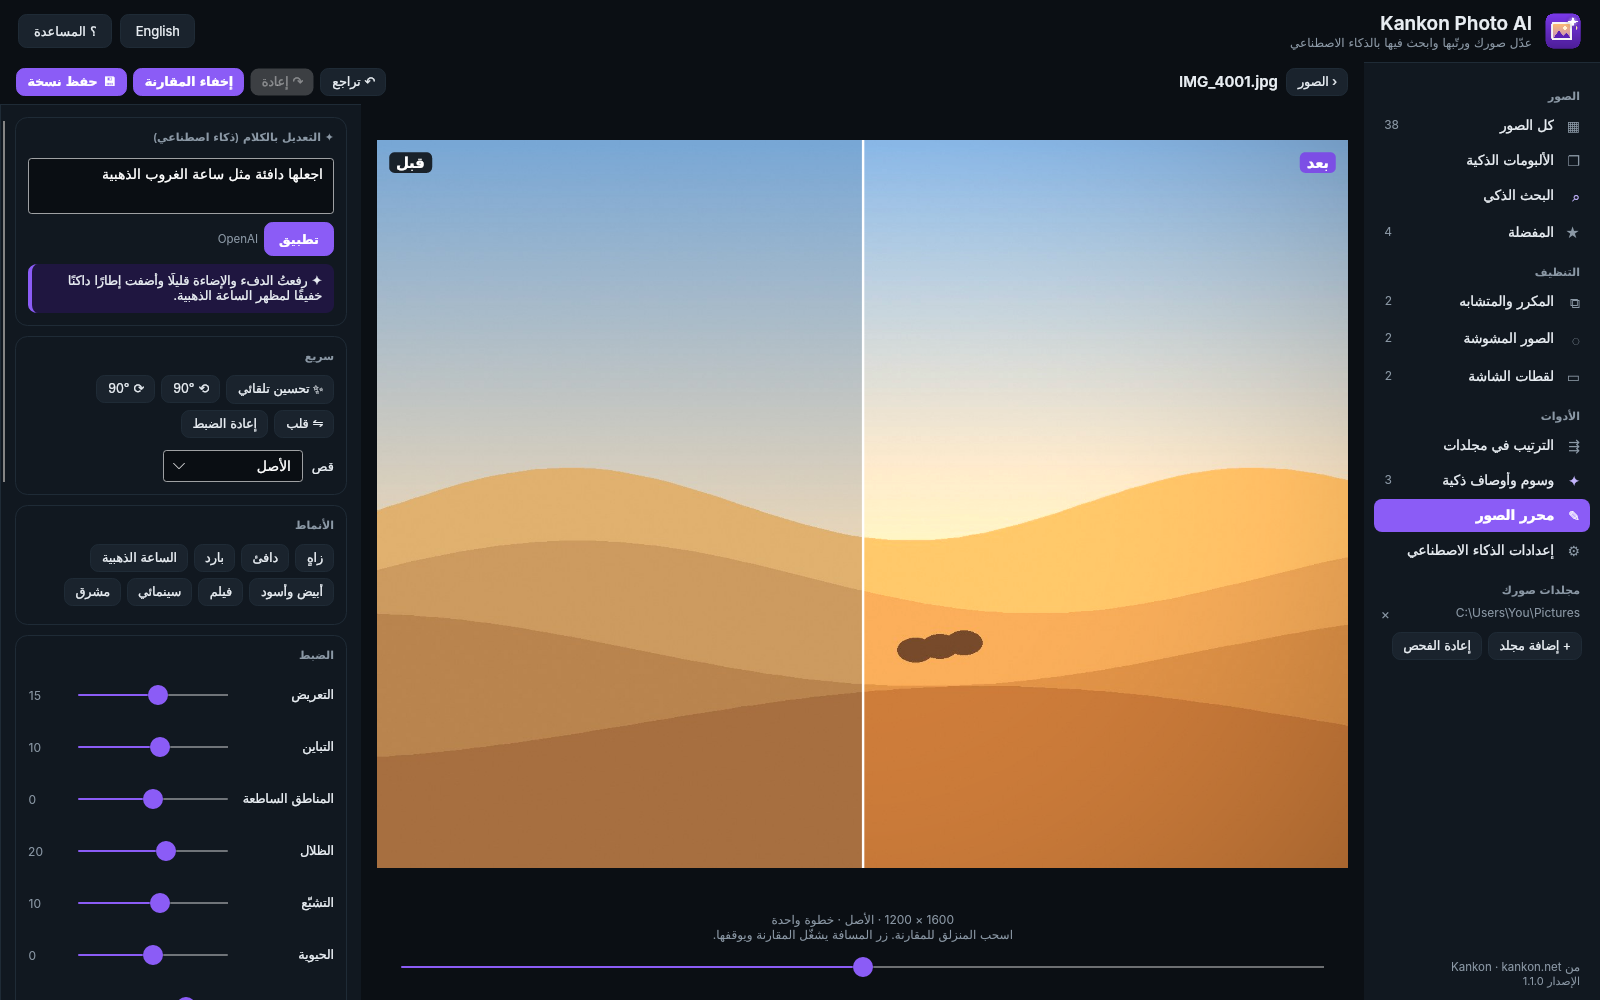 Kankon Photo AI
عدّل صورك ورتّبها وابحث فيها بالذكاء الاصطناعي
English
؟ المساعدة
‹ الصور
IMG_4001.jpg
↶ تراجع
↷ إعادة
إخفاء المقارنة
حفظ نسخة
الصور
كل الصور 38
الألبومات الذكية
البحث الذكي
المفضلة 4
التنظيف
المكرر والمتشابه 2
الصور المشوشة 2
لقطات الشاشة 2
الأدوات
الترتيب في مجلدات
وسوم وأوصاف ذكية 3
محرر الصور
إعدادات الذكاء الاصطناعي
مجلدات صورك
C:\Users\You\Pictures ×
+ إضافة مجلد
إعادة الفحص
من Kankon · kankon.net
الإصدار 1.1.0
بعد
قبل
1600 × 1200 · الأصل · خطوة واحدة
اسحب المنزلق للمقارنة. زر المسافة يشغّل المقارنة ويوقفها.
✦ التعديل بالكلام (ذكاء اصطناعي)
اجعلها دافئة مثل ساعة الغروب الذهبية
تطبيق
OpenAI
✦ رفعتُ الدفء والإضاءة قليلًا وأضفت إطارًا داكنًا
خفيفًا لمظهر الساعة الذهبية.
سريع
✨ تحسين تلقائي
⟲ 90°
⟳ 90°
⇋ قلب
إعادة الضبط
قص
الأصل
الأنماط
زاهٍ
دافئ
بارد
الساعة الذهبية
أبيض وأسود
فيلم
سينمائي
مشرق
الضبط
التعريض 15
التباين 10
المناطق الساطعة 0
الظلال 20
التشبّع 10
الحيوية 0